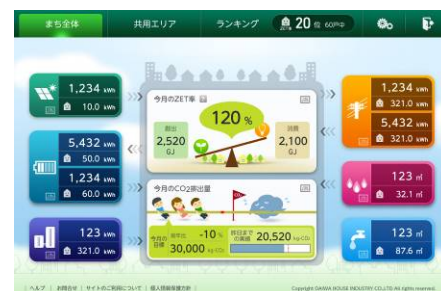 まち全体 共用エリア ランキング 20 位 60戸中
1,234 kWh
10.0 kWh
5,432 kWh
50.0 kWh
1,234 kWh
60.0 kWh
123 kWh
321.0 kWh
今月のZET率
120 %
創出
2,520
GJ
消費
2,100
GJ
今月のCO2排出量
今月の
目標
前年比 -10 %
30,000 kg-CO₂
昨日まで
の実績 20,520 kg-CO₂
1,234 kWh
321.0 kWh
5,432 kWh
321.0 kWh
123 ㎥
32.1 ㎥
123 ㎥
87.6 ㎥
| ヘルプ | お問合せ | サイトのご利用について | 個人情報保護方針 |
Copyright DAIWA HOUSE INDUSTRY CO.,LTD. All rights reserved.